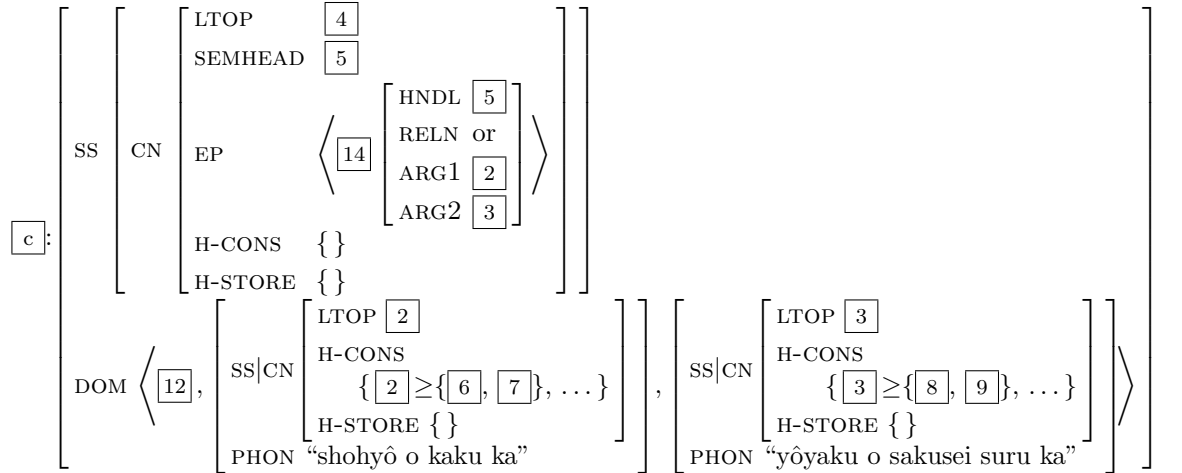 LTOP 4
SEMHEAD 5
HNDL 5
RELN or
SS CN EP ⟨ 14 ARG1 2 ⟩
ARG2 3
c :
H-CONS { }
H-STORE { }
LTOP 2 LTOP 3
H-CONS H-CONS
DOM ⟨ 12 , SS|CN { 2 ≥{ 6 , 7 }, ... } , SS|CN { 3 ≥{ 8 , 9 }, ... } ⟩
H-STORE { } H-STORE { }
PHON “shohyô o kaku ka” PHON “yôyaku o sakusei suru ka”